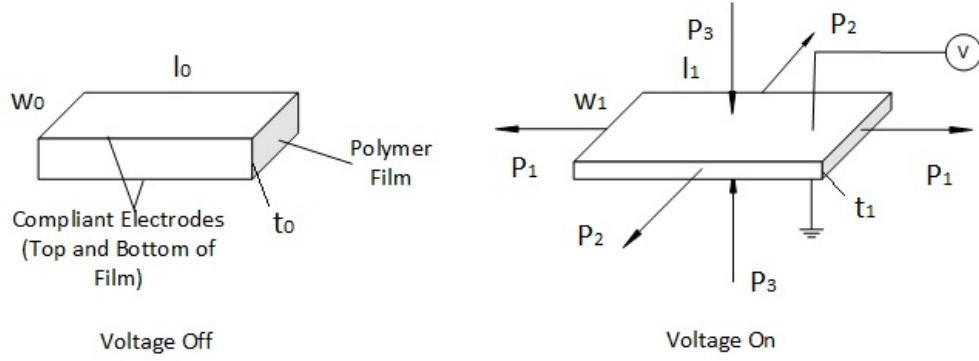 l0
W0
Polymer
Film
t0
Compliant Electrodes
(Top and Bottom of
Film)
Voltage Off
P3
P2
V
l1
W1
P1
P1
t1
P2
P3
Voltage On